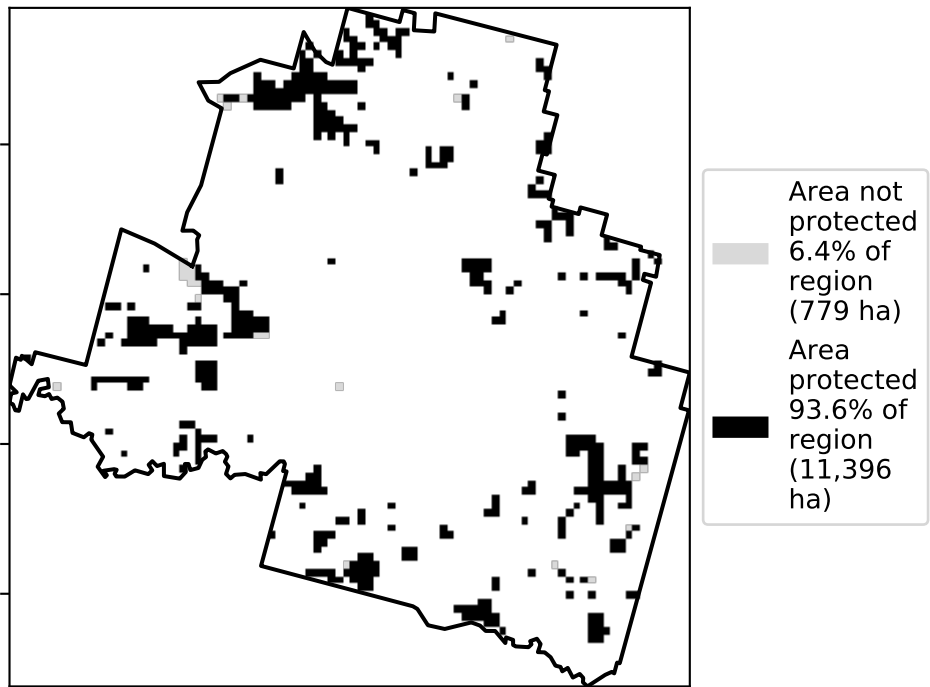 Area not
protected
6.4% of
region
(779 ha)
Area
protected
93.6% of
region
(11,396
ha)